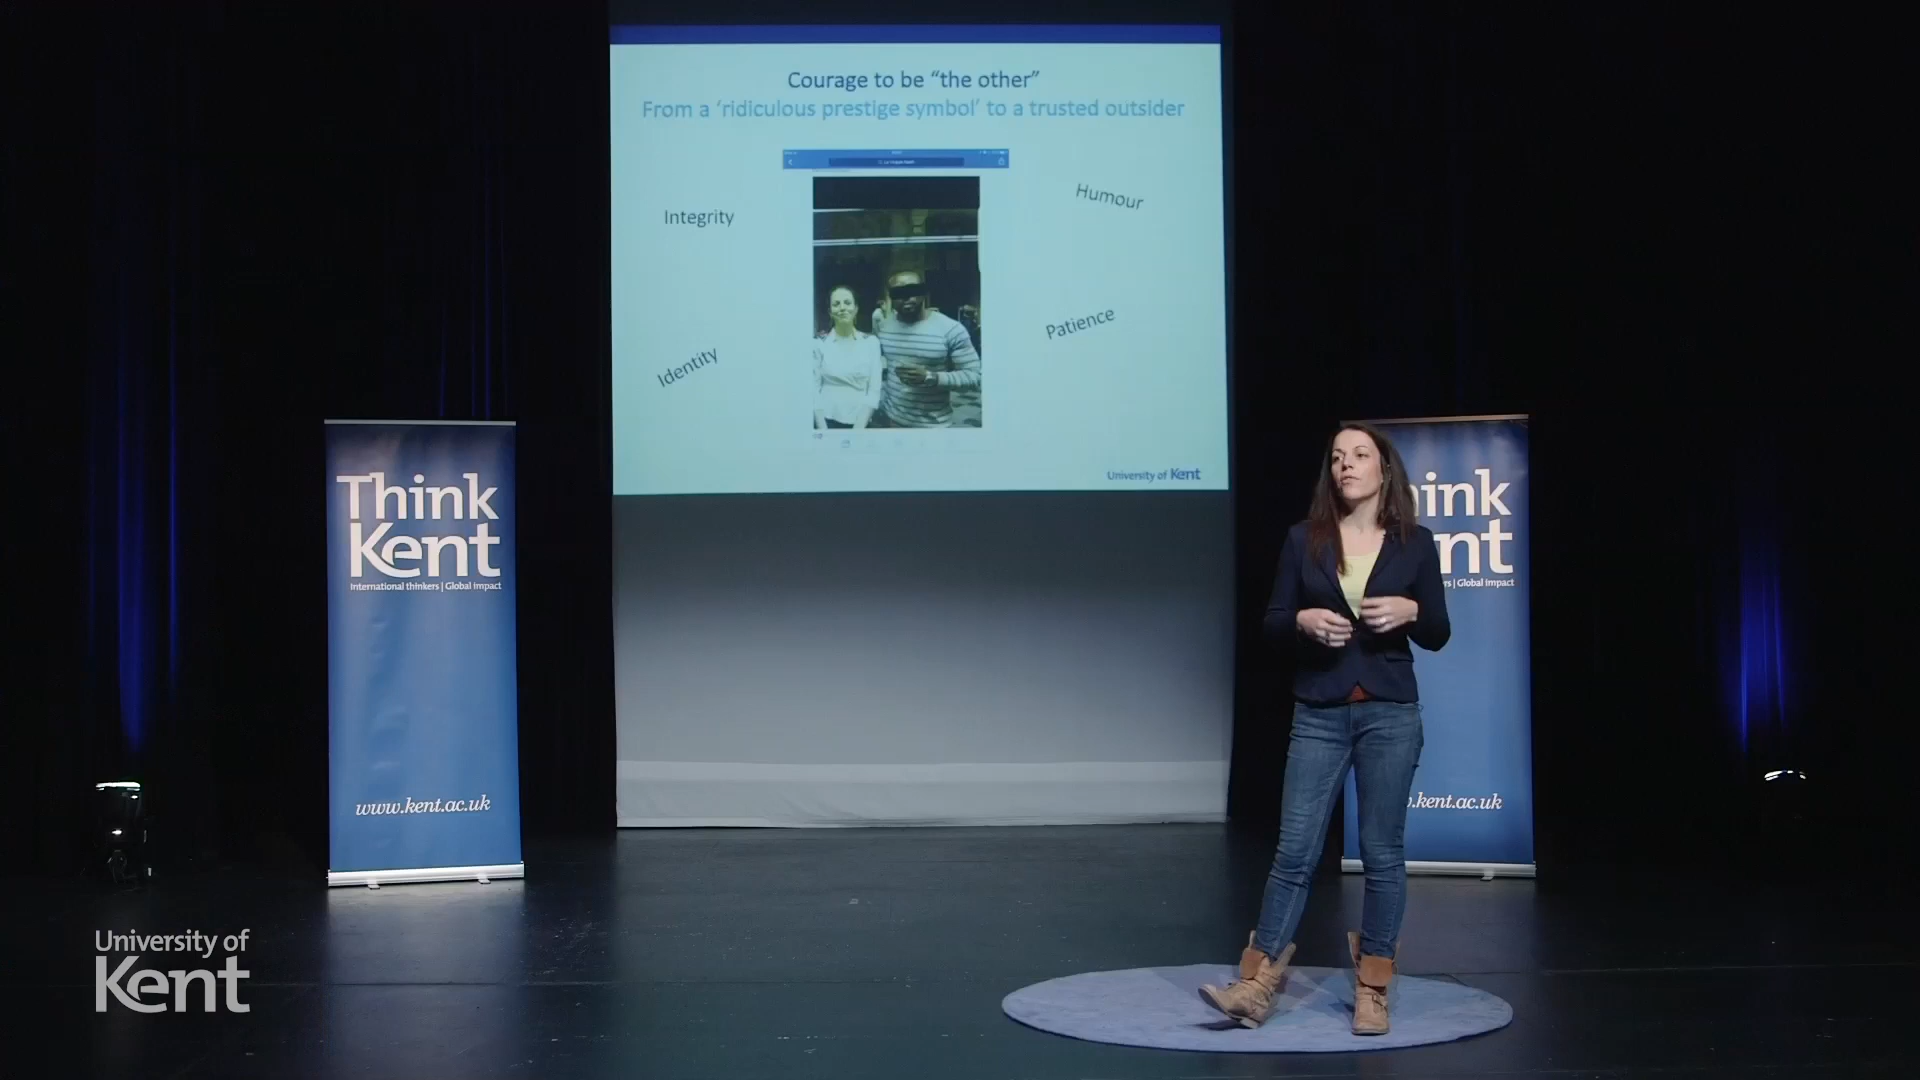 Courage to be “the other”
From a ‘ridiculous prestige symbol’ to a trusted outsider
Integrity
Humour
Identity
Patience
University of Kent
Think
Kent
International thinkers | Global impact
www.kent.ac.uk
ink
nt
rs | Global impact
.kent.ac.uk
University of
Kent